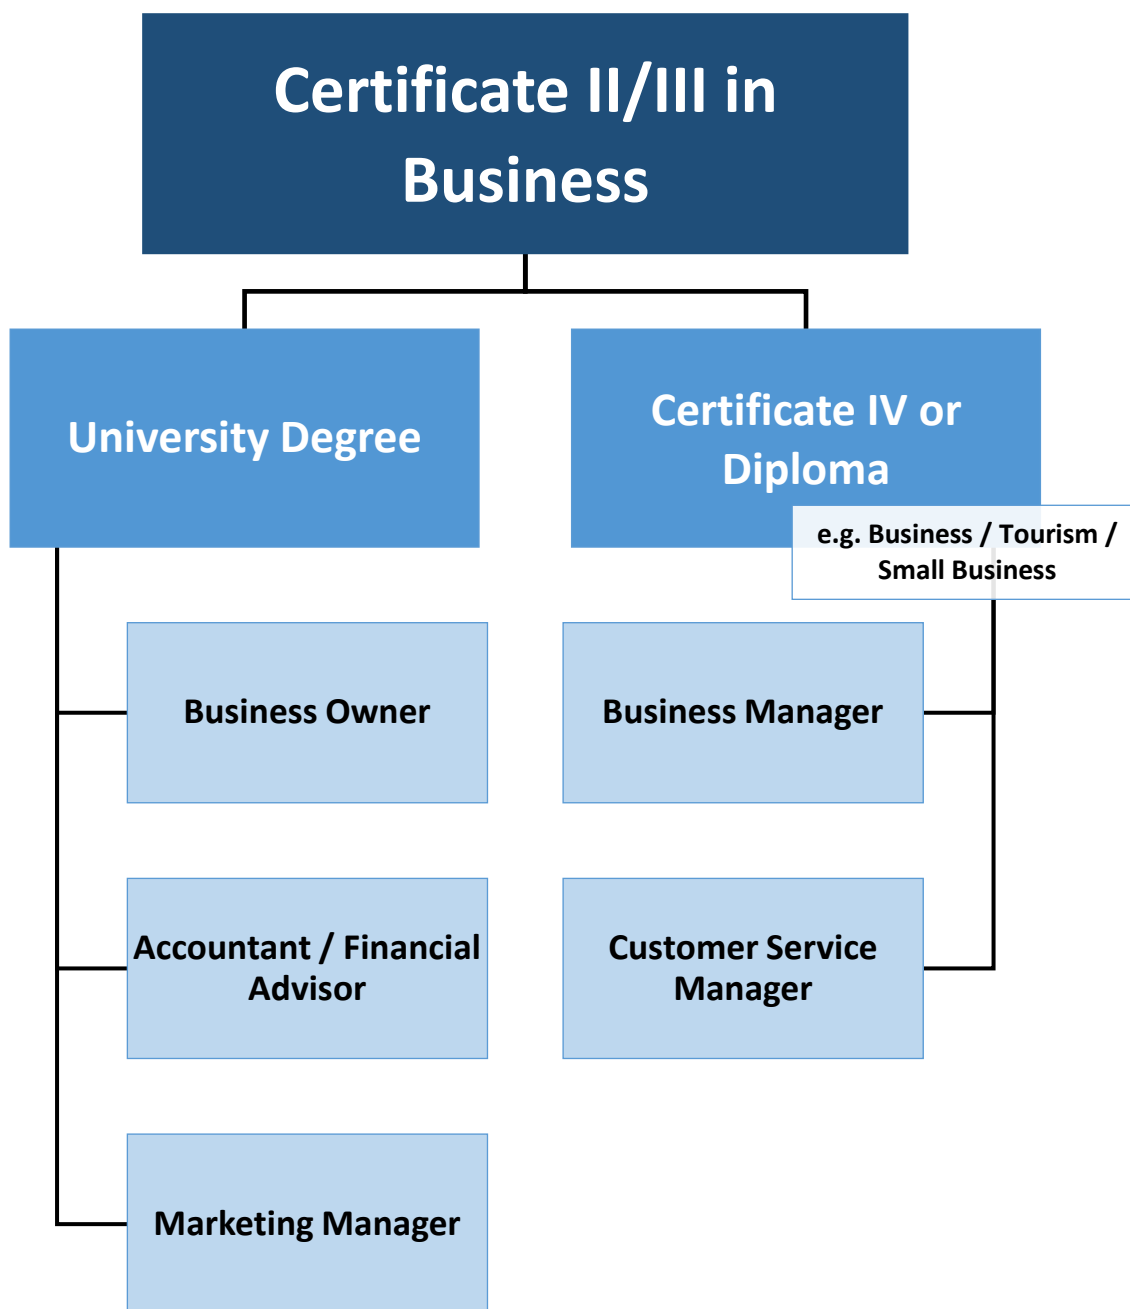 Certificate II/III in
Business
University Degree
Certificate IV or
Diploma
e.g. Business / Tourism /
Small Business
Business Owner
Business Manager
Accountant / Financial
Advisor
Customer Service
Manager
Marketing Manager